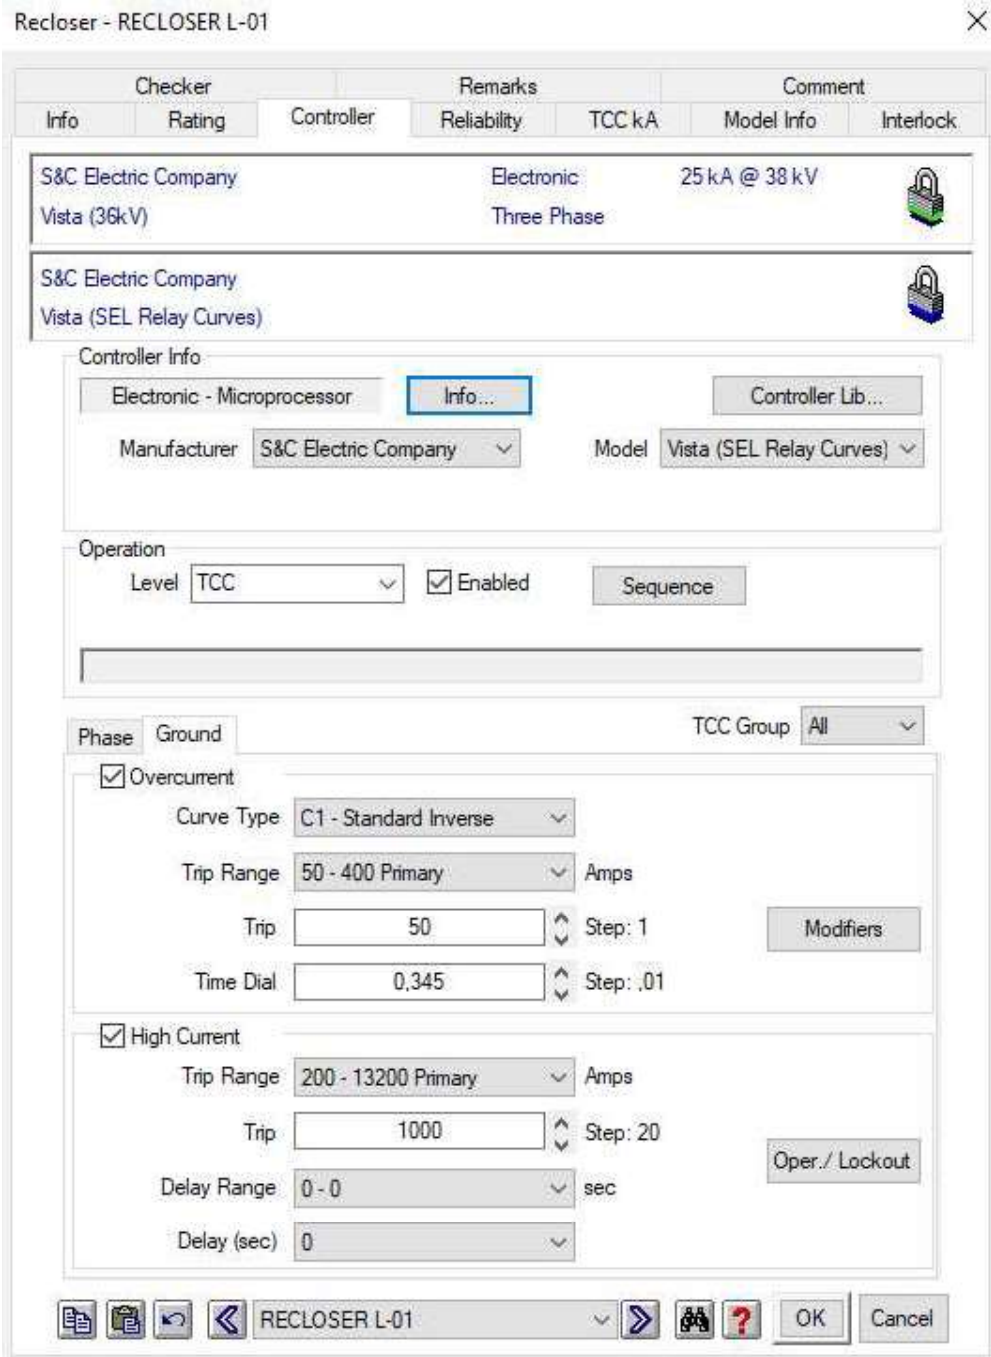 Recloser - RECLOSER L-01
Checker Remarks Comment
Info Rating Controller Reliability TCC kA Model Info Interlock
S&C Electric Company Electronic 25 kA @ 38 kV
Vista (36kV) Three Phase
S&C Electric Company
Vista (SEL Relay Curves)
Controller Info
Electronic - Microprocessor Info... Controller Lib...
Manufacturer S&C Electric Company Model Vista (SEL Relay Curves)
Operation
Level TCC Enabled Sequence
Phase Ground TCC Group All
Overcurrent
Curve Type C1 - Standard Inverse
Trip Range 50 - 400 Primary Amps
Trip 50 Step: 1 Modifiers
Time Dial 0,345 Step: ,01
High Current
Trip Range 200 - 13200 Primary Amps
Trip 1000 Step: 20
Oper./ Lockout
Delay Range 0 - 0 sec
Delay (sec) 0
RECLOSER L-01 ? OK Cancel